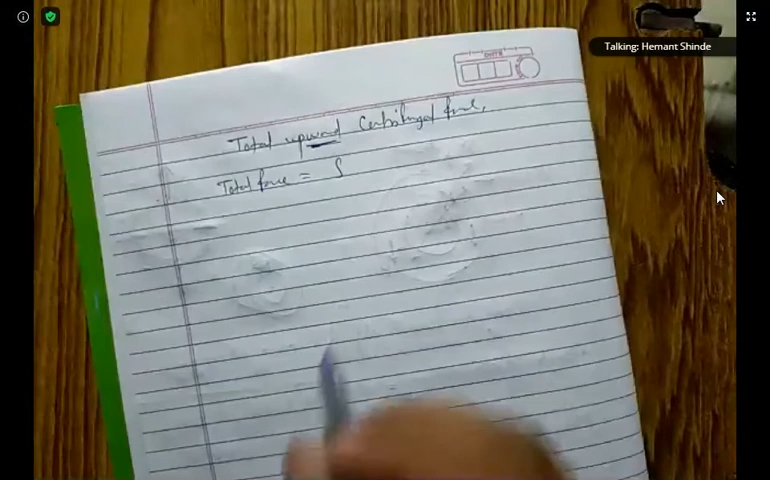 Talking: Hemant Shinde
Total upward Centrifugal force,
Total force = S